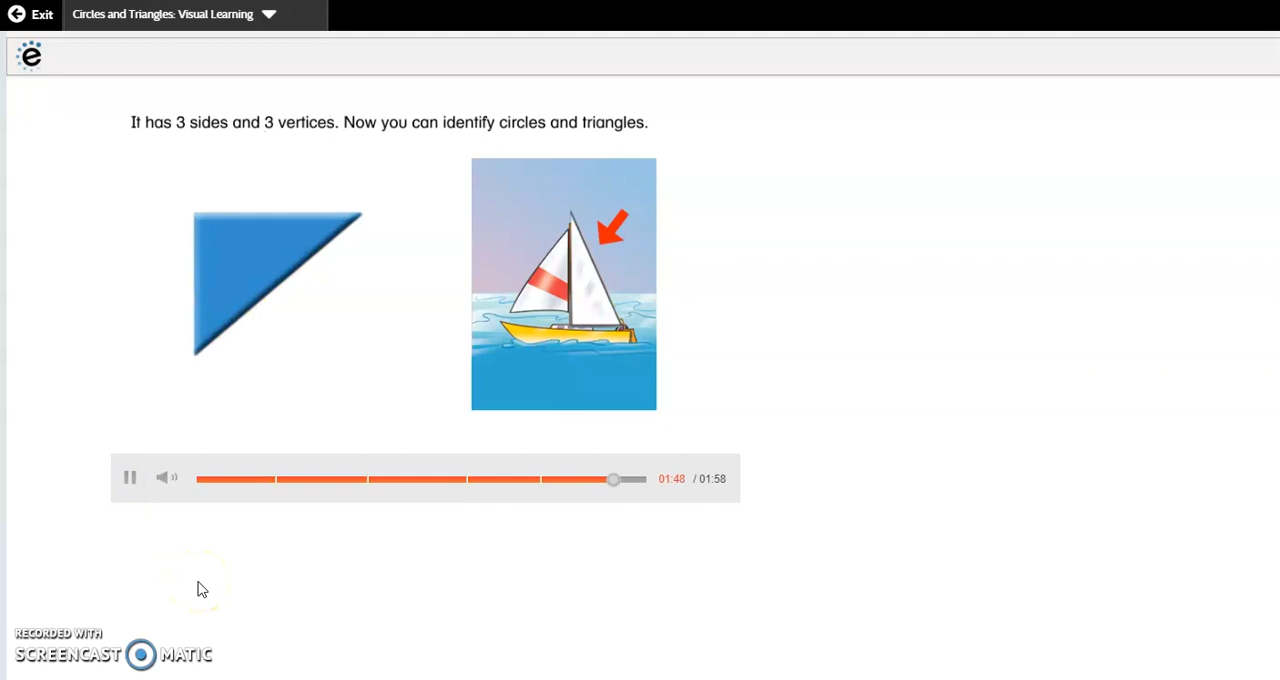 Exit
Circles and Triangles: Visual Learning
e
It has 3 sides and 3 vertices. Now you can identify circles and triangles.
01:48 / 01:58
RECORDED WITH
SCREENCAST MATIC